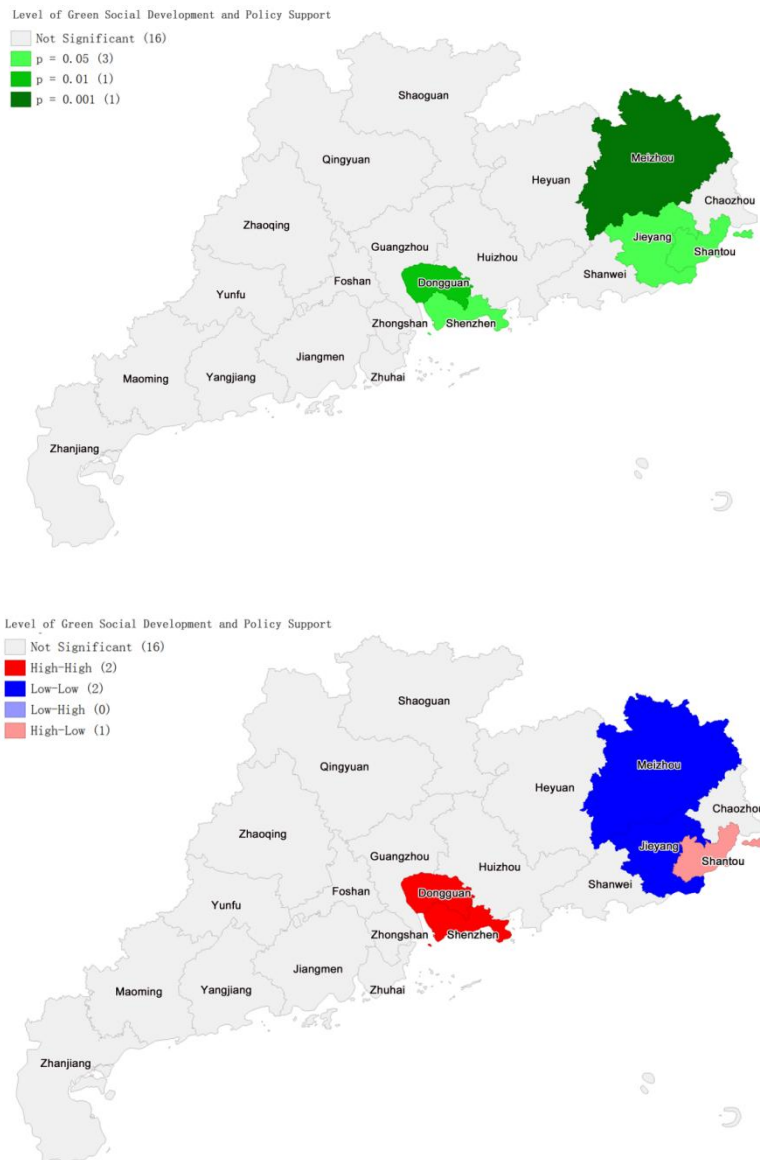 Level of Green Social Development and Policy Support
Not Significant (16)
p = 0.05 (3)
p = 0.01 (1)
p = 0.001 (1)
Shaoguan
Meizhou
Qingyuan
Heyuan
Chaozhou
Zhaoqing
Jieyang
Guangzhou
Shantou
Huizhou
Shanwei
Foshan
Dongguan
Yunfu
Zhongshan
Shenzhen
Jiangmen
Maoming
Yangjiang
Zhuhai
Zhanjiang
Level of Green Social Development and Policy Support
Not Significant (16)
High-High (2)
Low-Low (2)
Low-High (0)
High-Low (1)
Shaoguan
Meizhou
Qingyuan
Heyuan
Chaozhou
Zhaoqing
Jieyang
Guangzhou
Shantou
Huizhou
Shanwei
Foshan
Dongguan
Yunfu
Zhongshan
Shenzhen
Jiangmen
Maoming
Yangjiang
Zhuhai
Zhanjiang